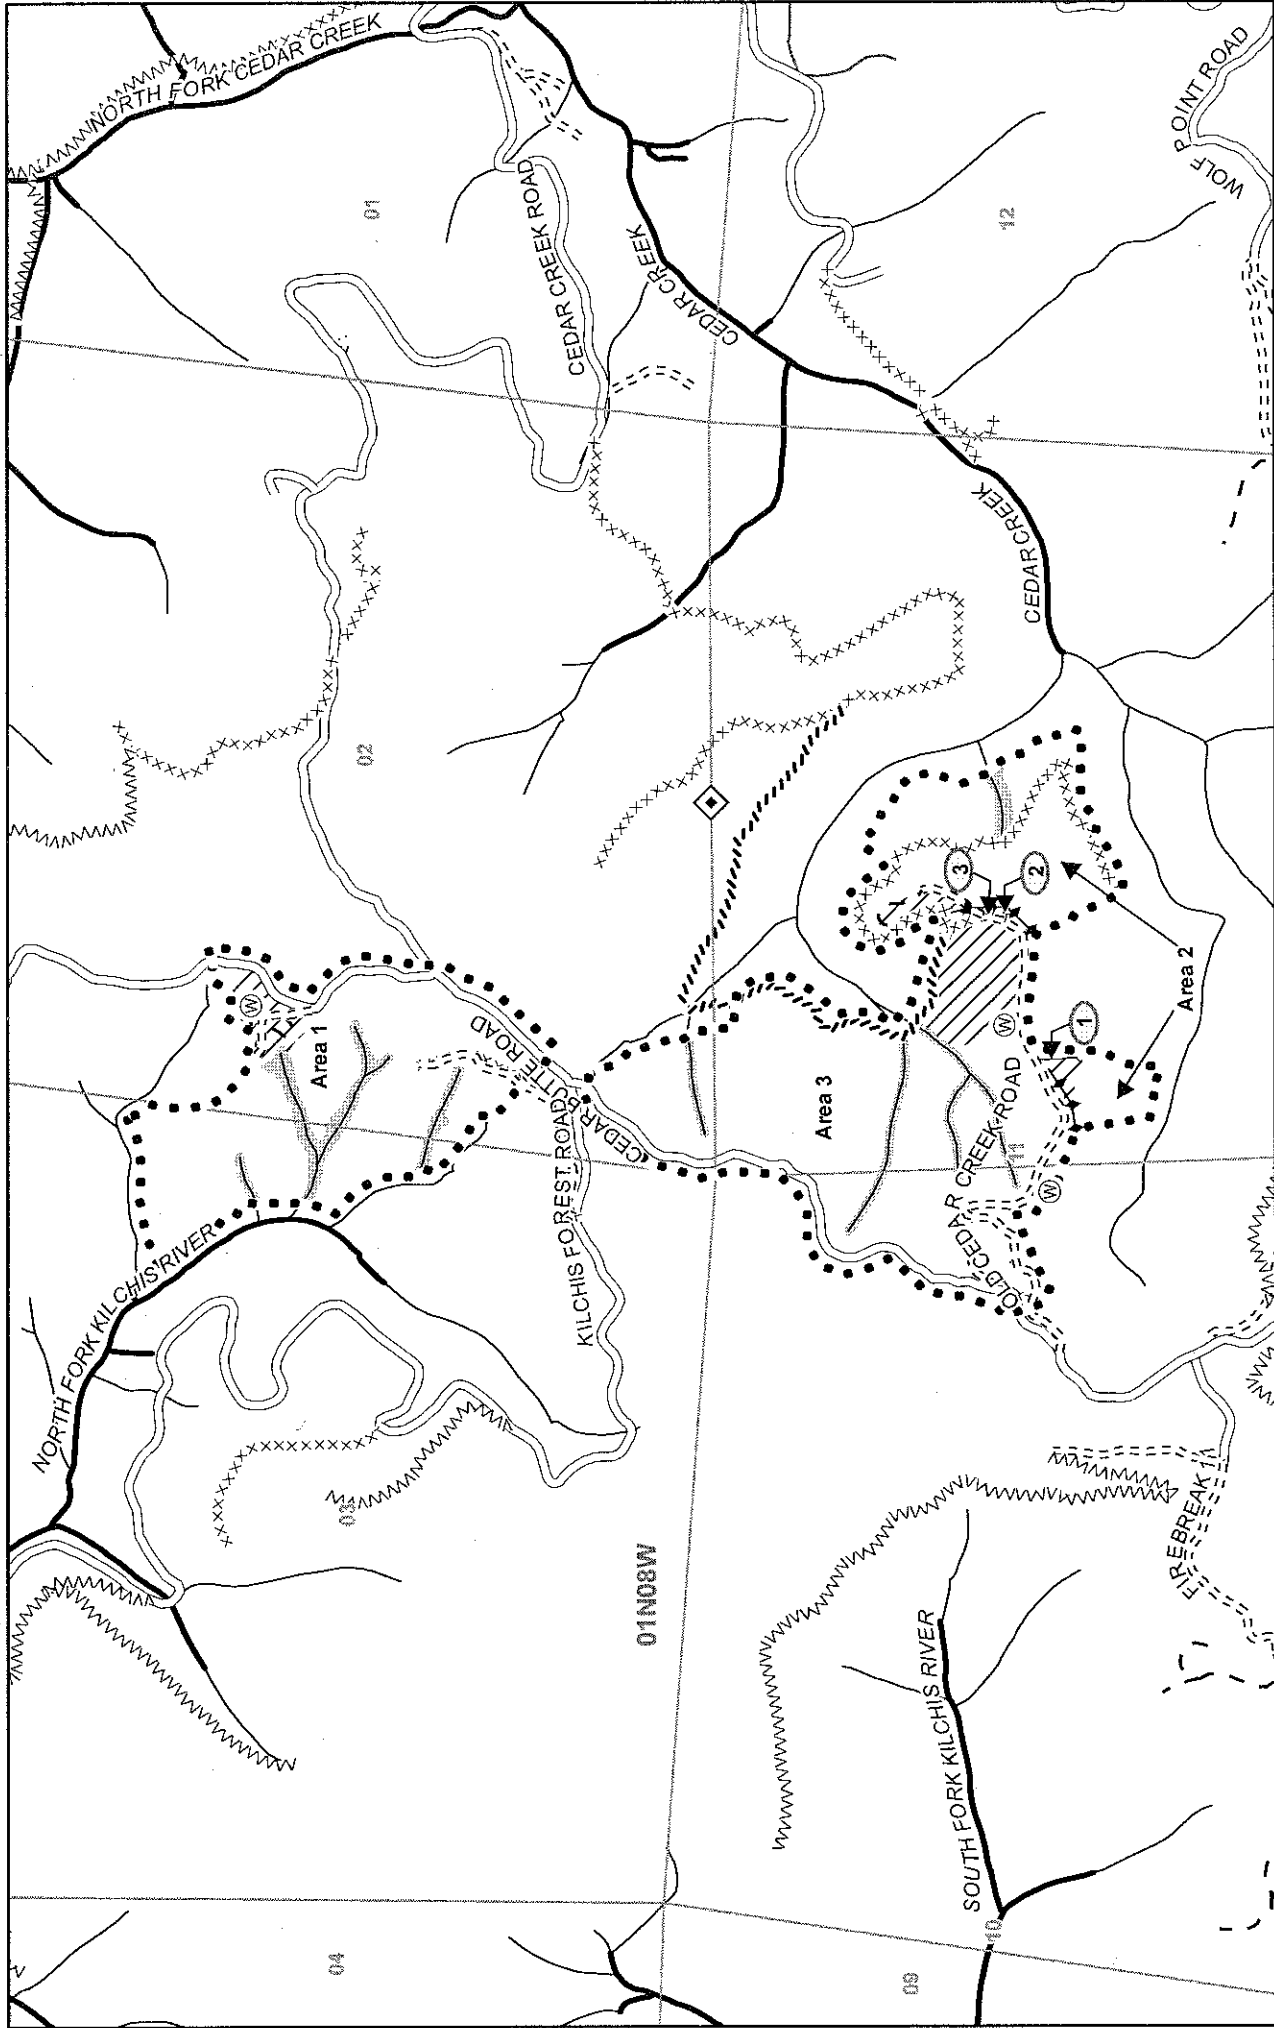 NORTH FORK CEDAR CREEK
01
CEDAR CREEK ROAD
CEDAR CREEK
12
WOLF POINT ROAD
02
CEDAR CREEK
NORTH FORK KILCHIS RIVER
W
Area 1
CEDAR BUTTE ROAD
KILCHIS FOREST ROAD
Area 3
3
2
1
Area 2
W
W
OLD CEDAR CREEK ROAD
11
03
01N08W
FIREBREAK 1
SOUTH FORK KILCHIS RIVER
04
09
10